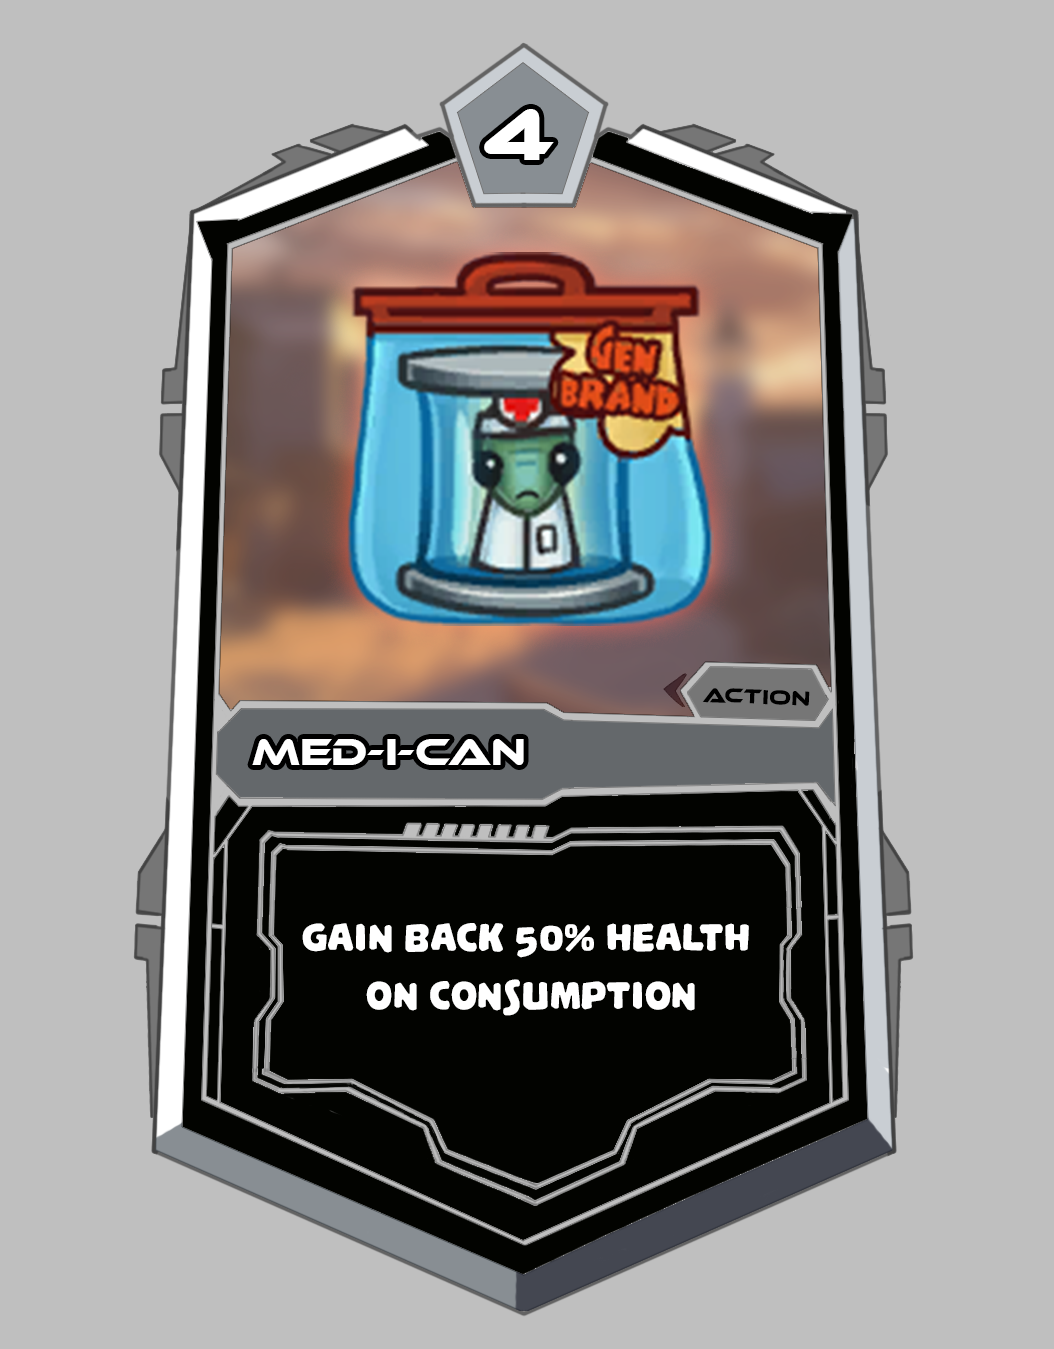 4
GEN
BRAND
ACTION
MED-I-CAN
GAIN BACK 50% HEALTH
ON CONSUMPTION